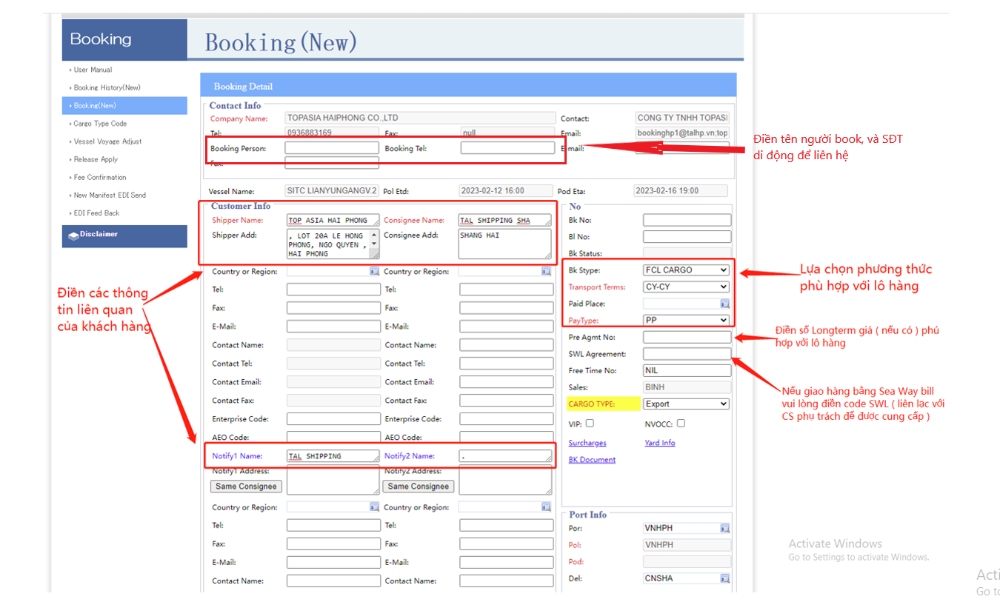 Booking
Booking(New)
User Manual
Booking History(New)
Booking(New)
Cargo Type Code
Vessel Voyage Adjust
Release Apply
Fee Confirmation
New Manifest EDI Send
EDI Feed Back
Disclaimer
Booking Detail
Contact Info
Company Name: TOPASIA HAIPHONG CO.,LTD Contact: CONG TY TNHH TOPASI
Tel: 0936883169 Fax: null Email: bookinghp1@talhp.vn;top
Booking Person: Booking Tel: E-mail:
Fax:
Điền tên người book, và SĐT
di động để liên hệ
Vessel Name: SITC LIANYUNGANGV.2 Pol Etd: 2023-02-12 16:00 Pod Eta: 2023-02-16 19:00
Customer Info
Shipper Name: TOP ASIA HAI PHONG Consignee Name: TAL SHIPPING SHA
Shipper Add: , LOT 20A LE HONG Consignee Add: SHANG HAI
PHONG, NGO QUYEN ,
HAI PHONG
Country or Region: Country or Region:
Tel: Tel:
Fax: Fax:
E-Mail: E-Mail:
Contact Name: Contact Name:
Contact Tel: Contact Tel:
Contact Email: Contact Email:
Contact Fax: Contact Fax:
Enterprise Code: Enterprise Code:
AEO Code: AEO Code:
Notify1 Name: TAL SHIPPING Notify2 Name: .
Notify1 Address: Notify2 Address:
Same Consignee Same Consignee
Country or Region: Country or Region:
Tel: Tel:
Fax: Fax:
E-Mail: E-Mail:
Contact Name: Contact Name:
Điền các thông
tin liên quan
của khách hàng
No
Bk No:
Bl No:
Bk Status:
Bk Stype: FCL CARGO
Transport Terms: CY-CY
Paid Place:
PayType: PP
Pre Agmt No:
SWL Agreement:
Free Time No: NIL
Sales: BINH
CARGO TYPE: Export
VIP: NVOCC:
Surcharges Yard Info
BK Document
Lựa chọn phương thức
phù hợp với lô hàng
Điền số Longterm giá ( nếu có ) phú
hợp với lô hàng
Nếu giao hàng bằng Sea Way bill
vui lòng điền code SWL ( liên lạc với
CS phụ trách để được cung cấp )
Port Info
Por: VNHPH
Pol: VNHPH
Pod:
Del: CNSHA
Activate Windows
Go to Settings to activate Windows.
Acti
Go to